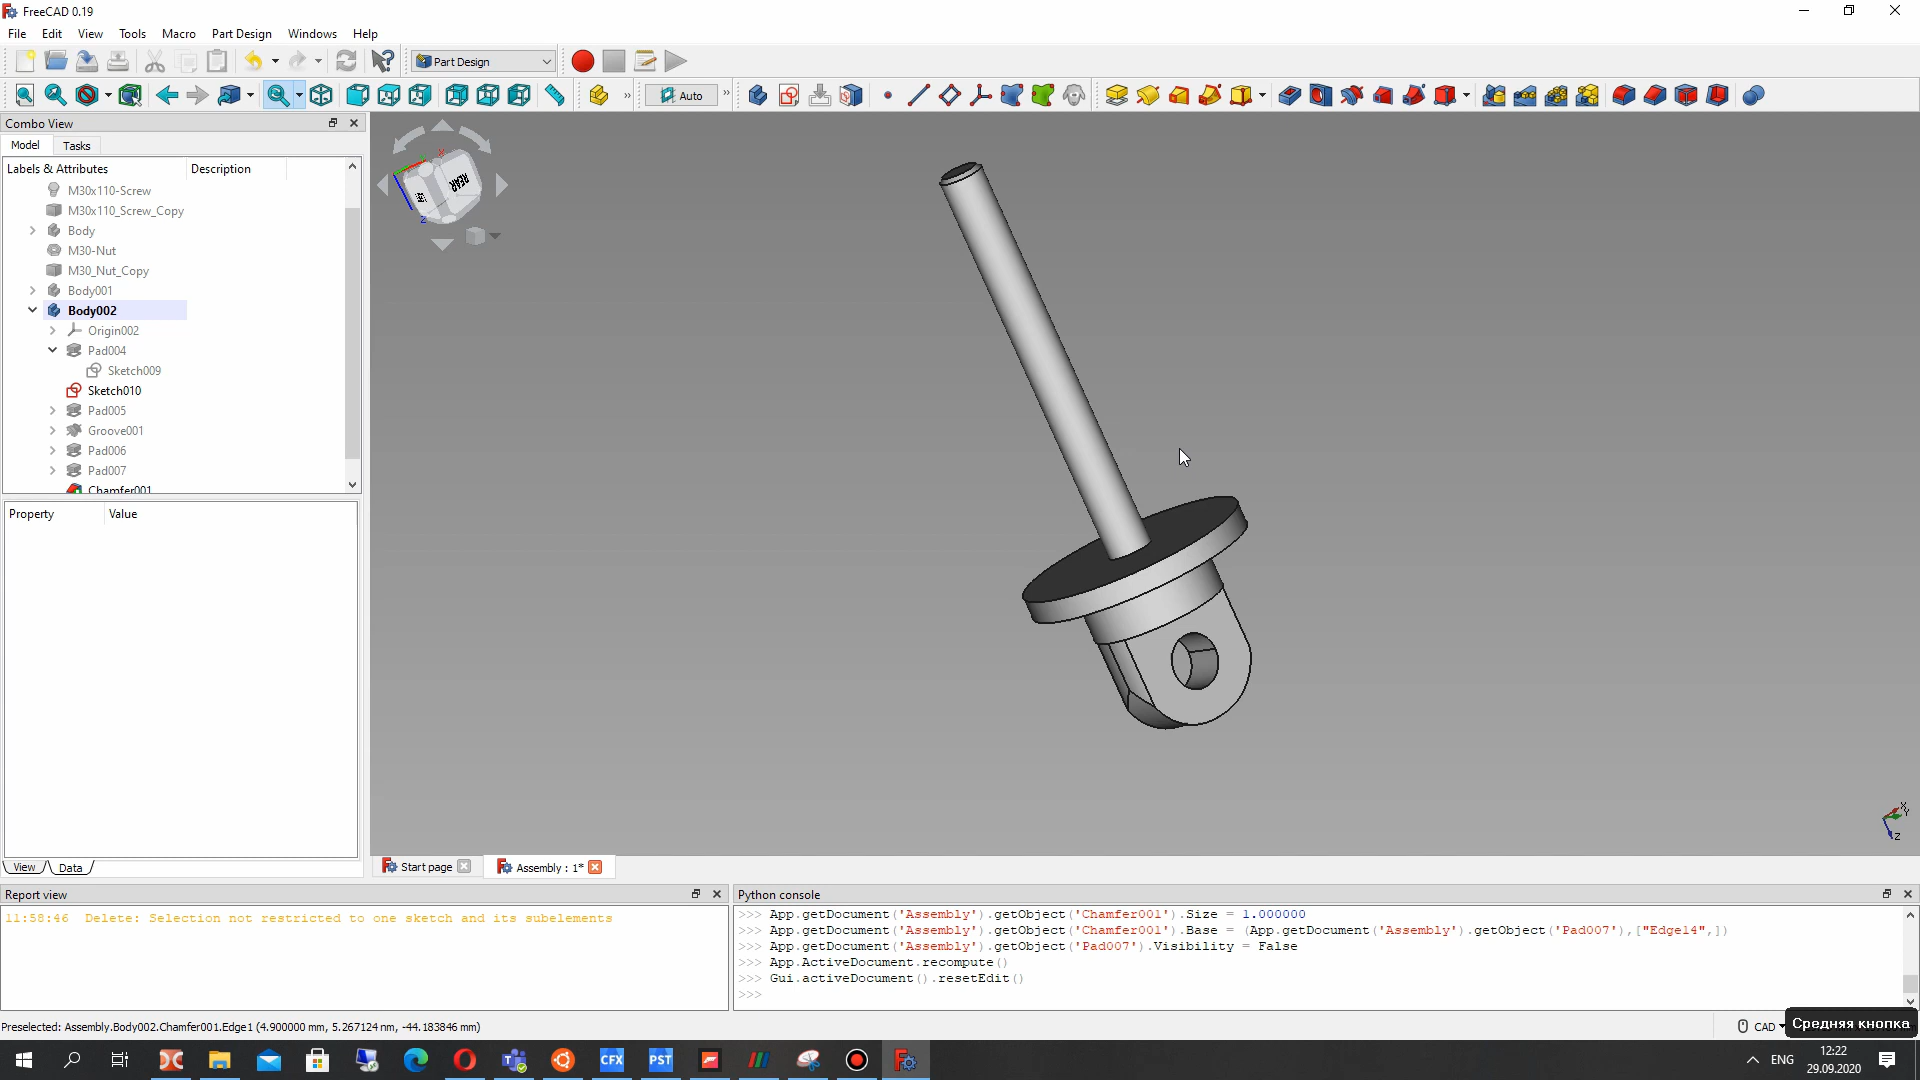 FreeCAD 0.19
File Edit View Tools Macro Part Design Windows Help
Part Design
Auto
Combo View
Model Tasks
Labels & Attributes Description
M30x110-Screw
M30x110_Screw_Copy
Body
M30-Nut
M30_Nut_Copy
Body001
Body002
Origin002
Pad004
Sketch009
Sketch010
Pad005
Groove001
Pad006
Pad007
Chamfer001
Property Value
View Data
REAR
X
Z
X
Y
Z
Start page Assembly : 1*
Report view
11:58:46 Delete: Selection not restricted to one sketch and its subelements
Python console
>>> App.getDocument('Assembly').getObject('Chamfer001').Size = 1.000000
>>> App.getDocument('Assembly').getObject('Chamfer001').Base = (App.getDocument('Assembly').getObject('Pad007'),["Edge14",])
>>> App.getDocument('Assembly').getObject('Pad007').Visibility = False
>>> App.ActiveDocument.recompute()
>>> Gui.activeDocument().resetEdit()
>>>
Preselected: Assembly.Body002.Chamfer001.Edge1 (4.900000 mm, 5.267124 nm, -44.183846 mm)
CAD
Средняя кнопка
CFX PST
ENG
12:22
29.09.2020